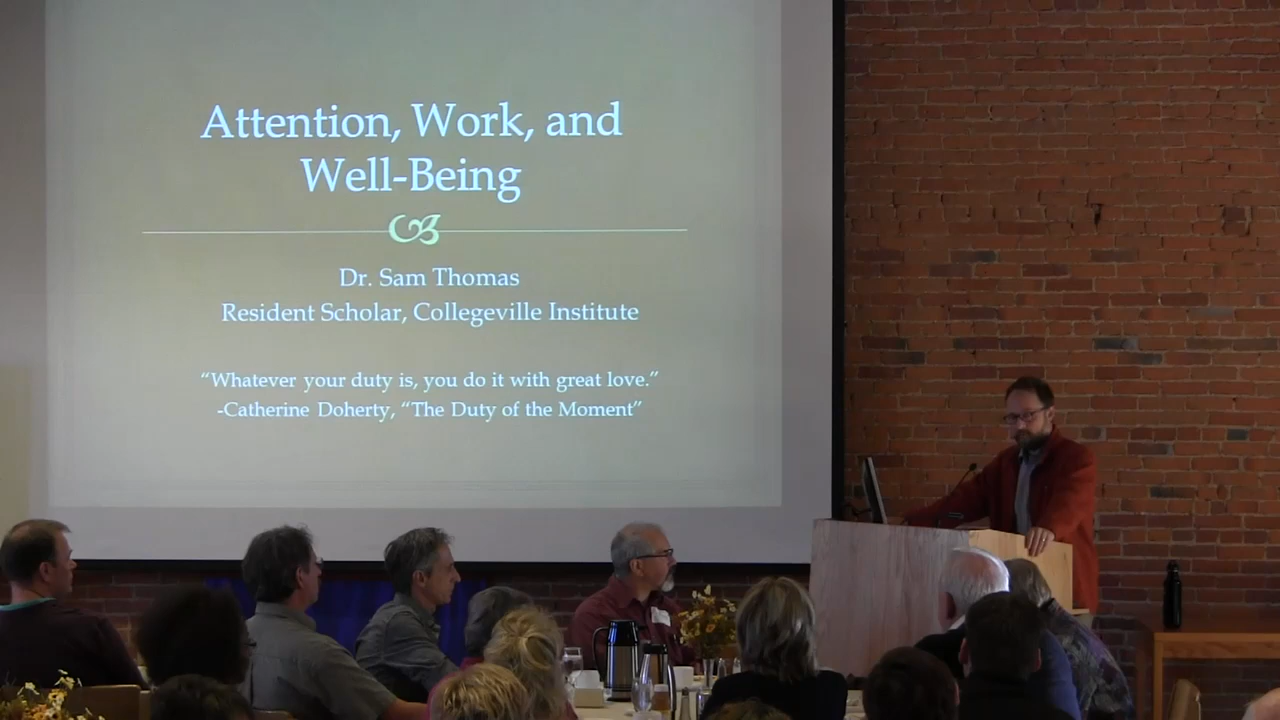 Attention, Work, and
Well-Being
Dr. Sam Thomas
Resident Scholar, Collegeville Institute
“Whatever your duty is, you do it with great love.”
-Catherine Doherty, “The Duty of the Moment”